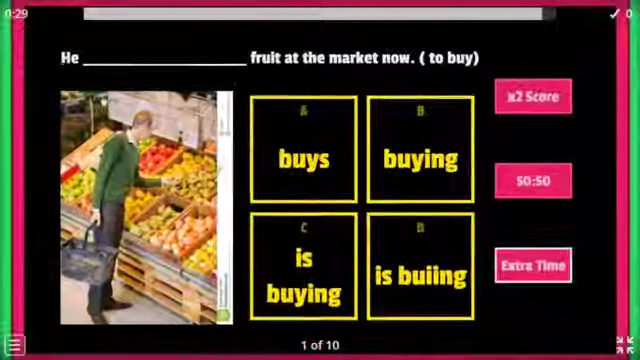 0:29
✓ 0
He ____________________ fruit at the market now. ( to buy)
x2 Score
A
buys
B
buying
50:50
C
is
buying
B
is buiing
Extra Time
1 of 10